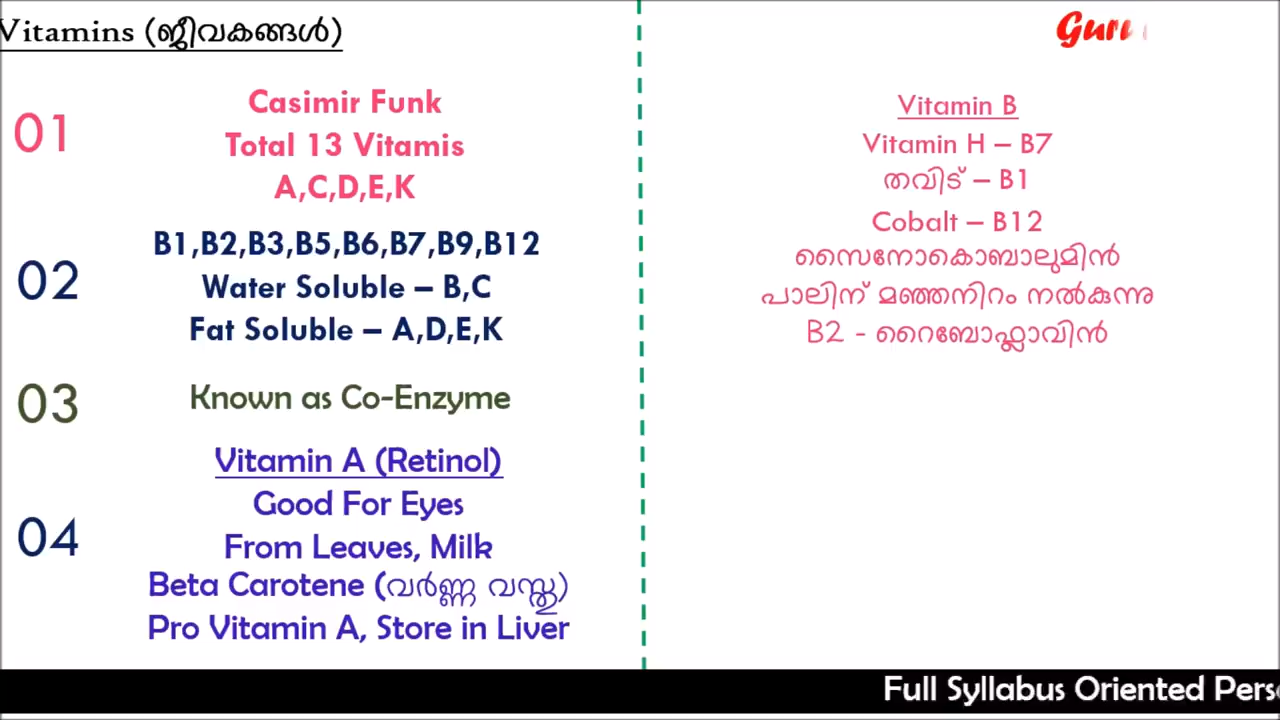 Vitamins (ജീവകങ്ങൾ)
01
Casimir Funk
Total 13 Vitamis
A,C,D,E,K
02
B1,B2,B3,B5,B6,B7,B9,B12
Water Soluble – B,C
Fat Soluble – A,D,E,K
03
Known as Co-Enzyme
04
Vitamin A (Retinol)
Good For Eyes
From Leaves, Milk
Beta Carotene (വർണ്ണ വസ്തു)
Pro Vitamin A, Store in Liver
Vitamin B
Vitamin H – B7
തവിട് – B1
Cobalt – B12
സൈനോകൊബാലുമിൻ
പാലിന് മഞ്ഞനിറം നൽകുന്നു
B2 - റൈബോഫ്ലാവിൻ
Full Syllabus Oriented